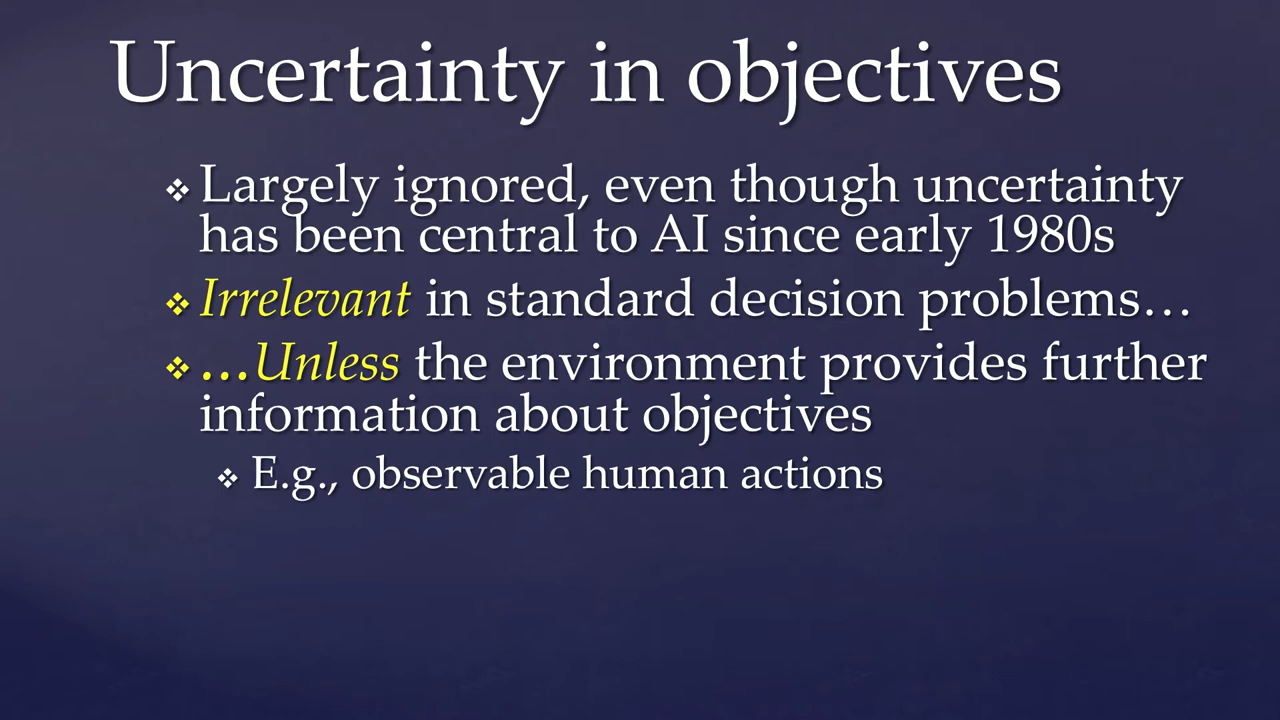 Uncertainty in objectives
❖ Largely ignored, even though uncertainty
has been central to AI since early 1980s
❖ Irrelevant in standard decision problems…
❖ …Unless the environment provides further
information about objectives
❖ E.g., observable human actions